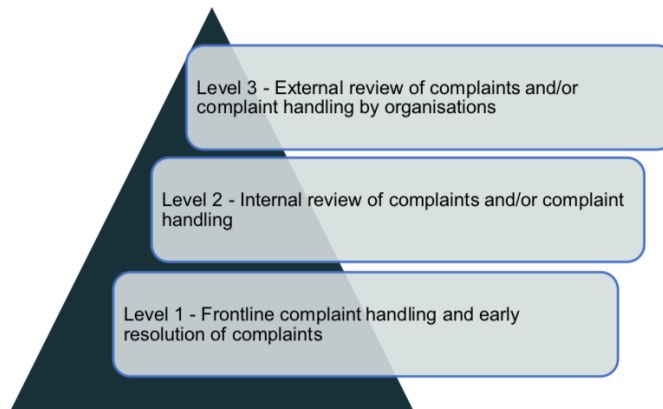 Level 3 - External review of complaints and/or
complaint handling by organisations
Level 2 - Internal review of complaints and/or complaint
handling
Level 1 - Frontline complaint handling and early
resolution of complaints